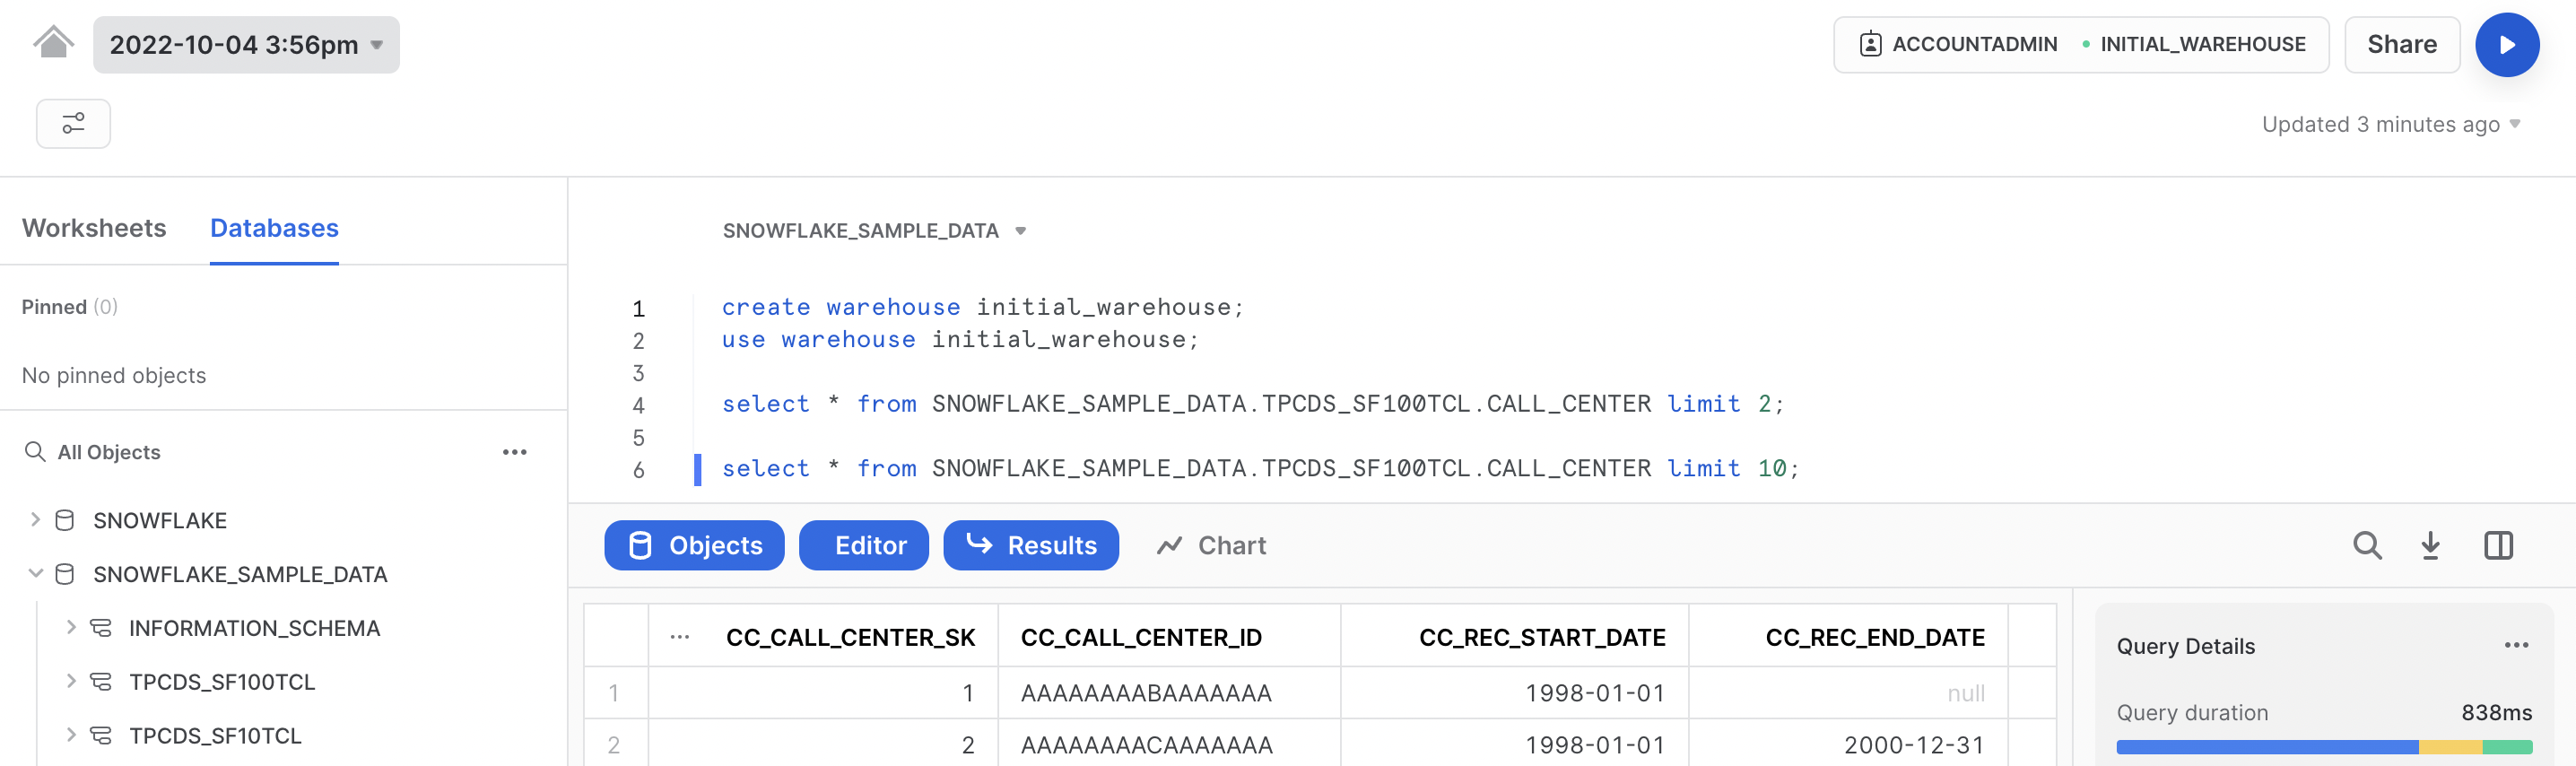 2022-10-04 3:56pm
ACCOUNTADMIN INITIAL_WAREHOUSE
Share
Updated 3 minutes ago
Worksheets Databases
Pinned (0)
No pinned objects
All Objects
SNOWFLAKE
SNOWFLAKE_SAMPLE_DATA
INFORMATION_SCHEMA
TPCDS_SF100TCL
TPCDS_SF10TCL
SNOWFLAKE_SAMPLE_DATA
1 create warehouse initial_warehouse;
2 use warehouse initial_warehouse;
3
4 select * from SNOWFLAKE_SAMPLE_DATA.TPCDS_SF100TCL.CALL_CENTER limit 2;
5
6 select * from SNOWFLAKE_SAMPLE_DATA.TPCDS_SF100TCL.CALL_CENTER limit 10;
Objects Editor Results Chart
... CC_CALL_CENTER_SK CC_CALL_CENTER_ID CC_REC_START_DATE CC_REC_END_DATE
1 1 AAAAAAAABAAAAAAA 1998-01-01 null
2 2 AAAAAAAACAAAAAAA 1998-01-01 2000-12-31
Query Details
Query duration 838ms